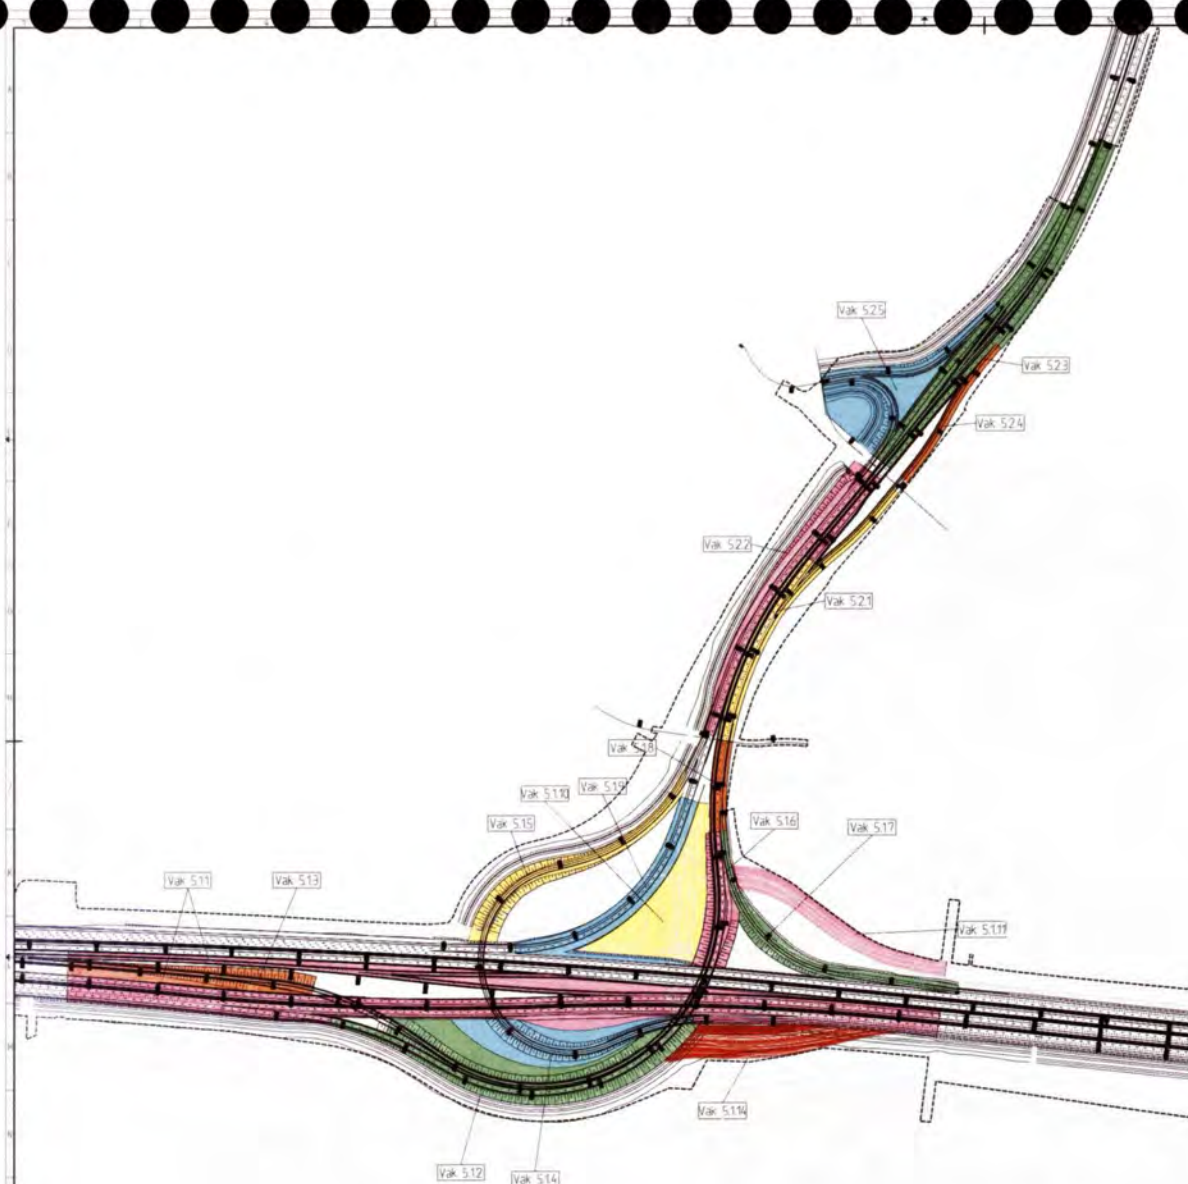 Vak 5.2.5
Vak 5.2.3
Vak 5.2.4
Vak 5.2.2
Vak 5.2.1
Vak 5.1.8
Vak 5.1.9
Vak 5.1.10
Vak 5.1.5
Vak 5.1.6
Vak 5.1.7
Vak 5.1.1
Vak 5.1.3
Vak 5.1.11
Vak 5.1.14
Vak 5.1.2
Vak 5.1.4